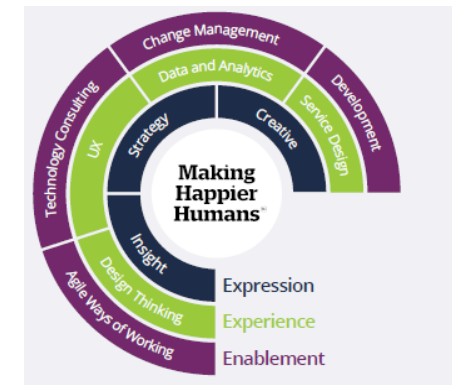 Change Management
Data and Analytics
Development
Technology Consulting
UX
Strategy
Creative
Service Design
Making
Happier
Humans™
Insight
Design Thinking
Agile Ways of Working
Expression
Experience
Enablement